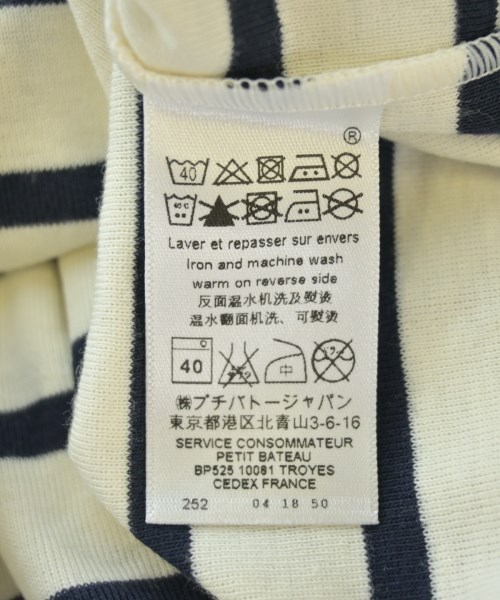 ®
40
40°C
Laver et repasser sur envers
Iron and machine wash
warm on reverse side
反面温水机洗及熨烫
温水翻面机洗、可熨烫
40 中
㈱プチバトージャパン
東京都港区北青山3-6-16
SERVICE CONSOMMATEUR
PETIT BATEAU
BP525 10081 TROYES
CEDEX FRANCE
252 04 18 50